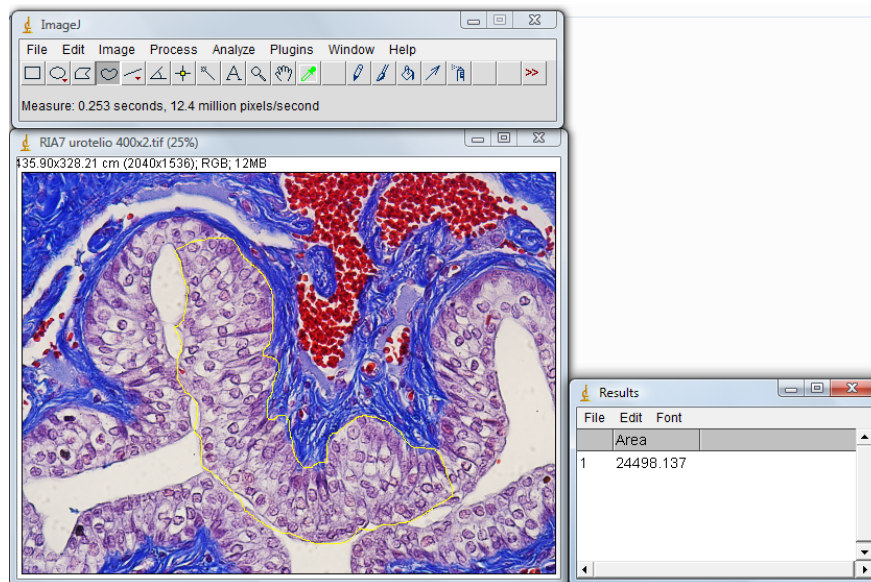 ImageJ
File Edit Image Process Analyze Plugins Window Help
A
>>
Measure: 0.253 seconds, 12.4 million pixels/second
RIA7 urotelio 400x2.tif (25%)
435.90x328.21 cm (2040x1536); RGB; 12MB
Results
File Edit Font
Area
1 24498.137